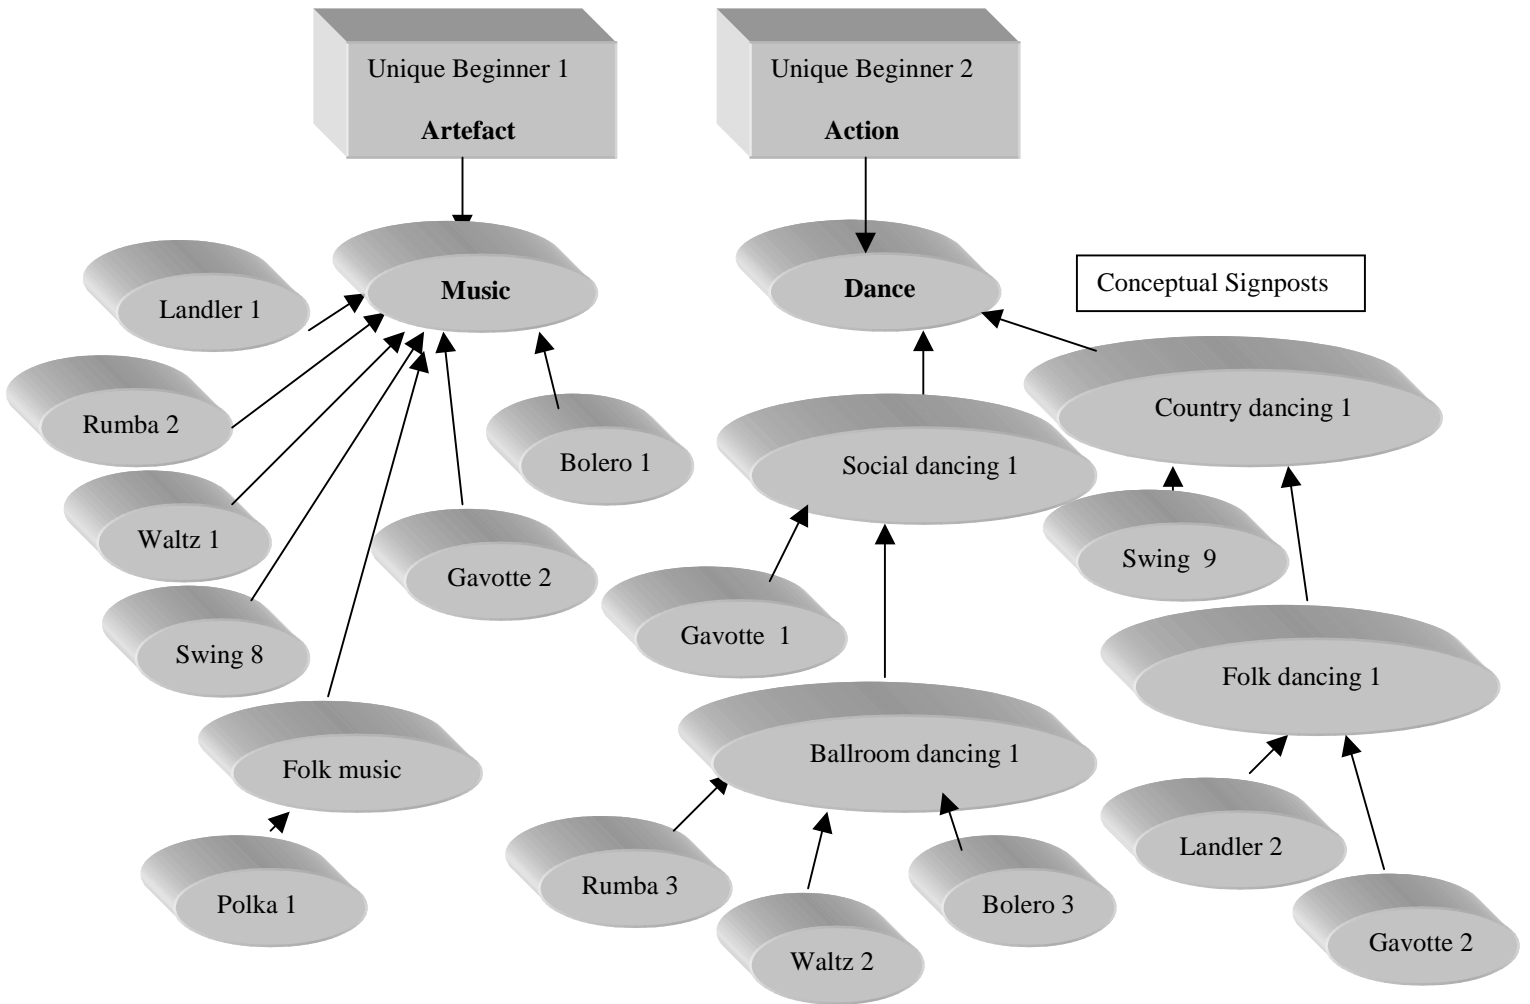 Unique Beginner 1
Artefact
Unique Beginner 2
Action
Music
Dance
Conceptual Signposts
Landler 1
Rumba 2
Waltz 1
Swing 8
Bolero 1
Gavotte 2
Folk music
Polka 1
Social dancing 1
Country dancing 1
Swing 9
Gavotte 1
Folk dancing 1
Ballroom dancing 1
Landler 2
Rumba 3
Bolero 3
Waltz 2
Gavotte 2